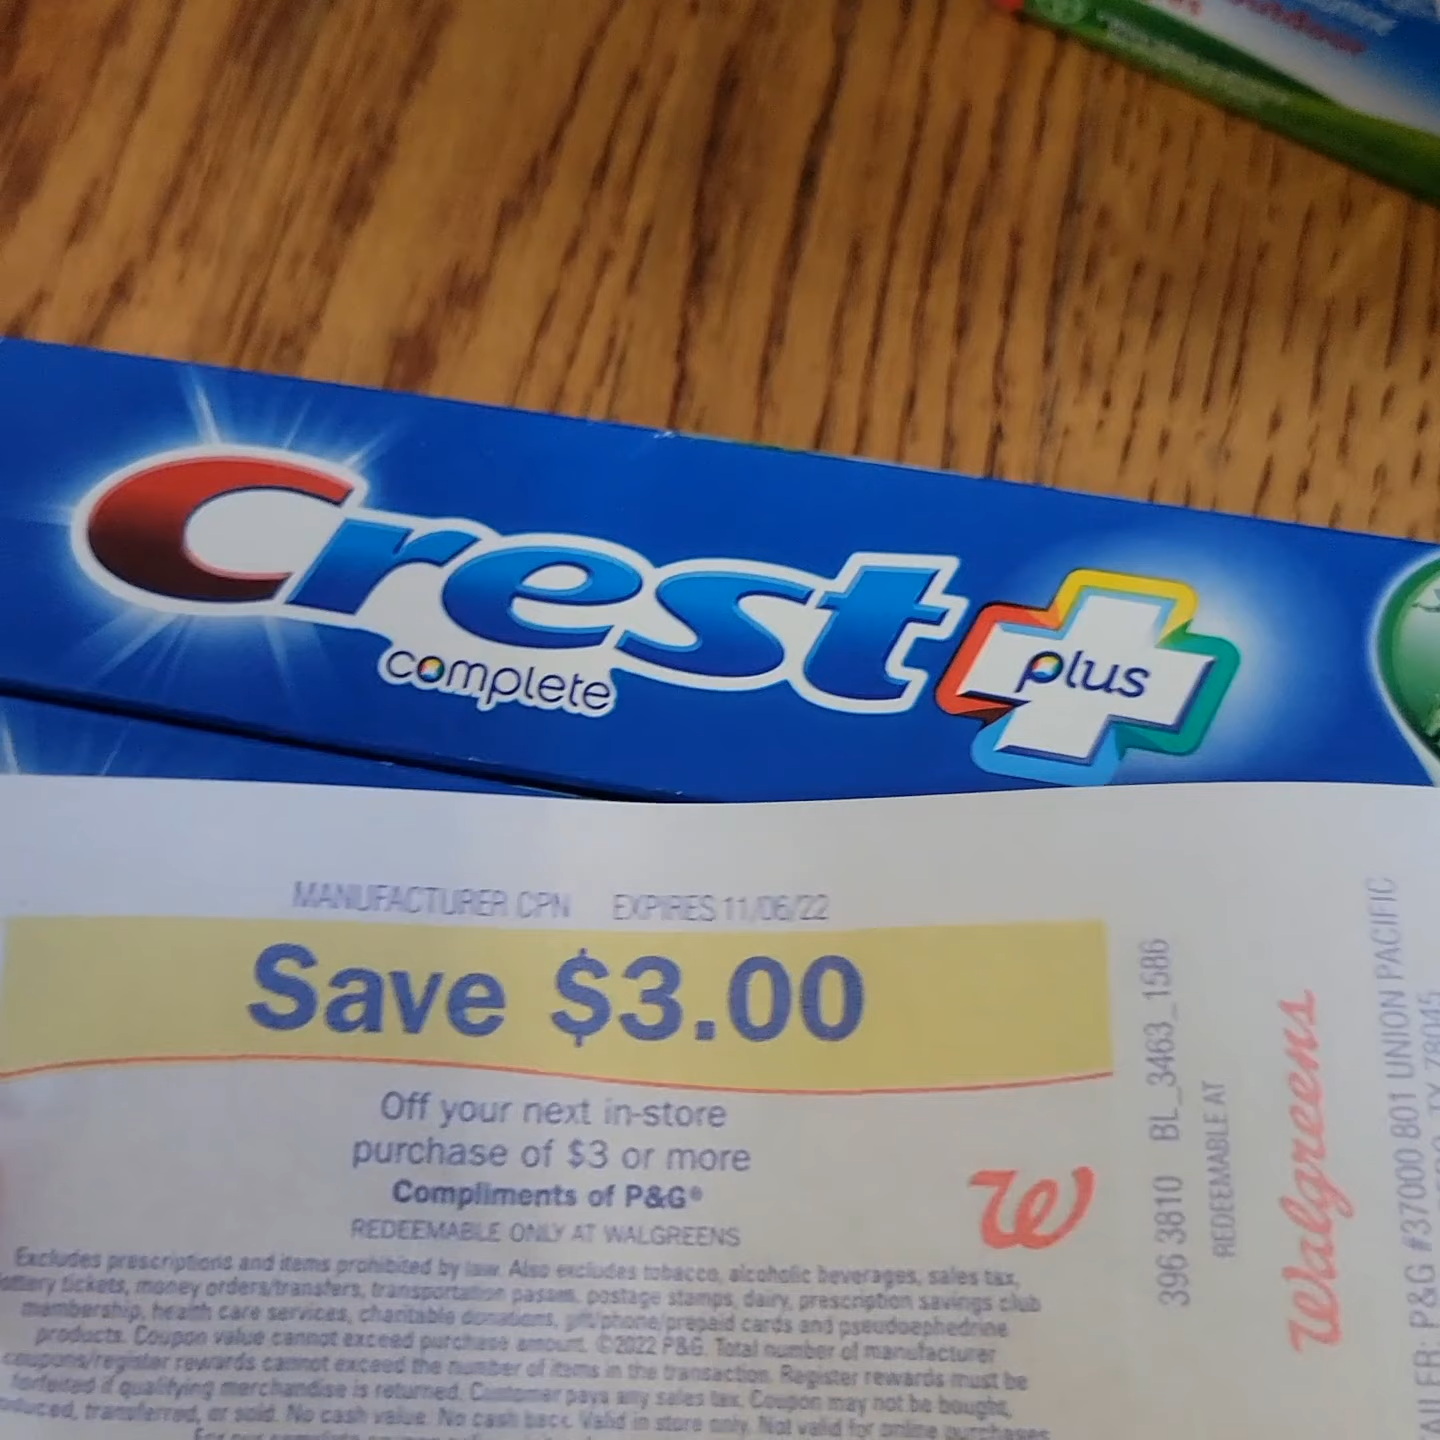 Crest
complete
plus
MANUFACTURER CPN EXPIRES 11/06/22
Save $3.00
Off your next in-store
purchase of $3 or more
Compliments of P&G®
REDEEMABLE ONLY AT WALGREENS
W
Excludes prescriptions and items prohibited by law. Also excludes tobacco, alcoholic beverages, sales tax,
tickets, money orders/transfers, transportation passes, postage stamps, dairy, prescription savings club
membership, health care services, charitable donations, gift/phone/prepaid cards and pseudoephedrine
products. Coupon value cannot exceed purchase amount. ©2022 P&G. Total number of manufacturer
coupons/register rewards cannot exceed the number of items in the transaction. Register rewards must be
forfeited if qualifying merchandise is returned. Customer pays any sales tax. Coupon may not be bought,
transferred, or sold. No cash value. No cash back. Valid in store only. Not valid for online purchases
396 3810 BL_3463_1586
REDEEMABLE AT
Walgreens
P&G #37000 801 UNION PACIFIC
TX 78045